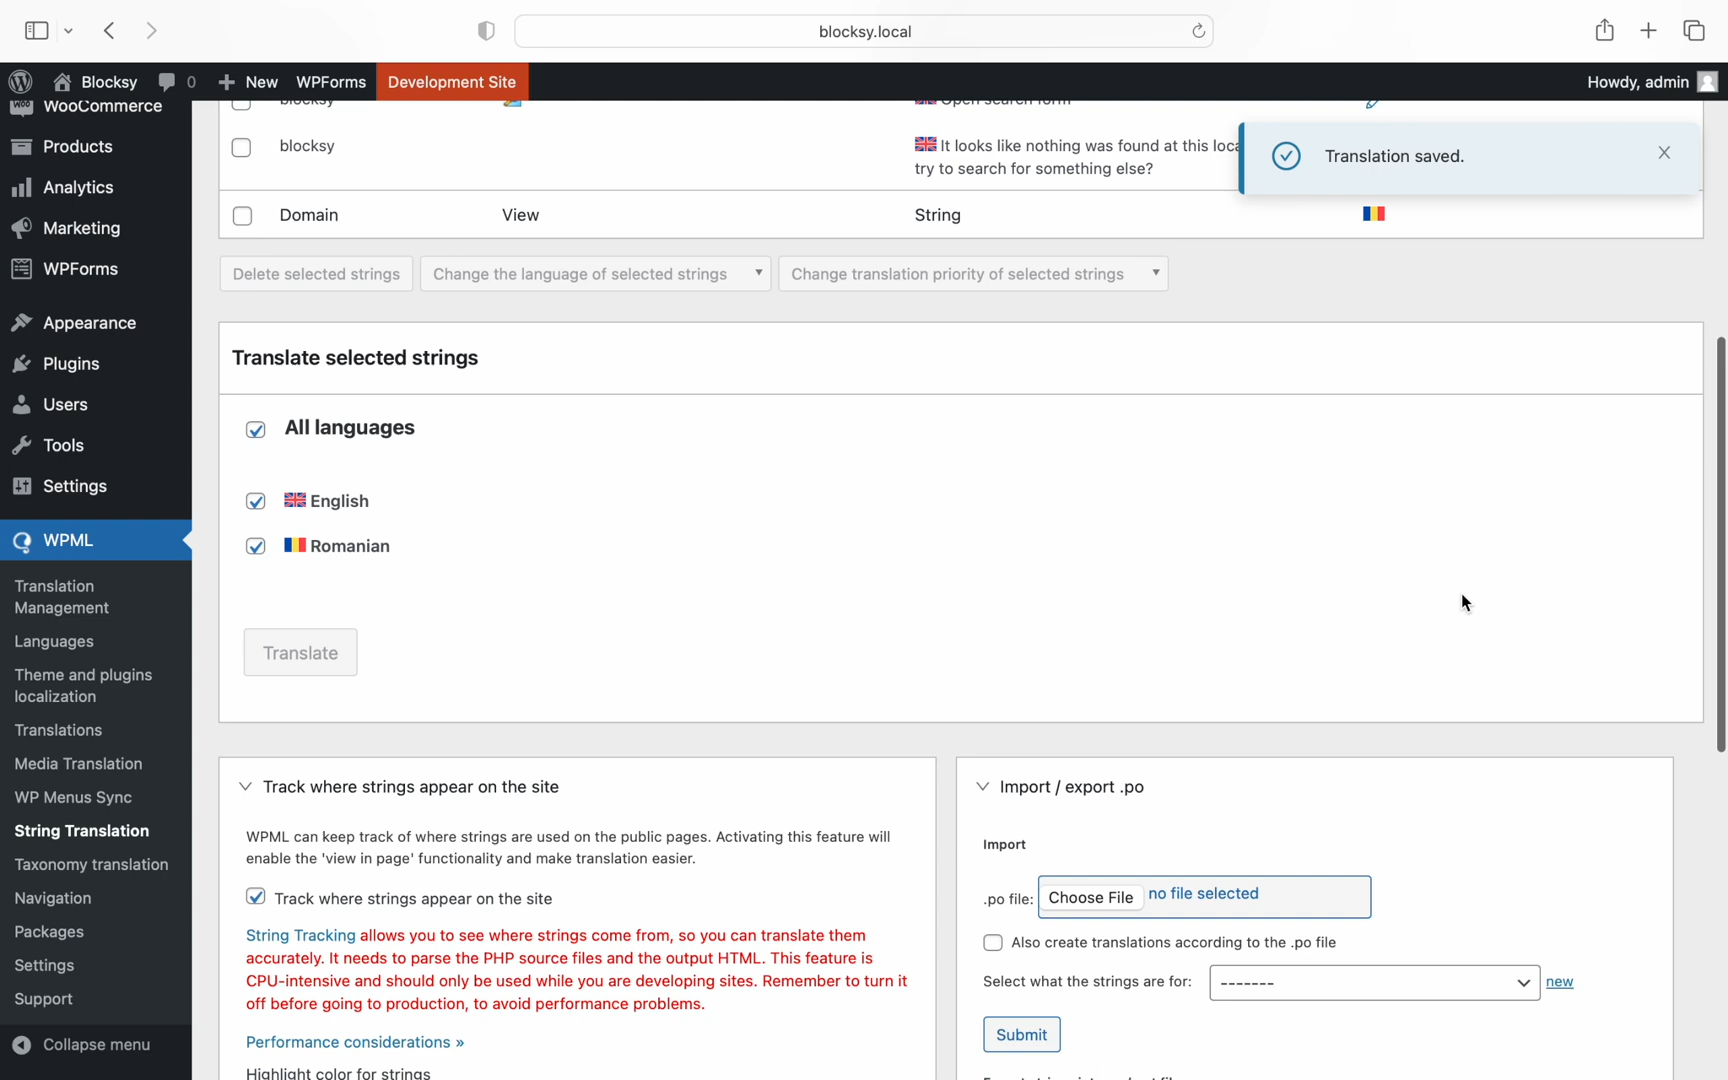 blocksy.local
Blocksy 0 New WPForms Development Site Howdy, admin
WooCommerce
Products
Analytics
Marketing
WPForms
Appearance
Plugins
Users
Tools
Settings
WPML
Translation
Management
Languages
Theme and plugins
localization
Translations
Media Translation
WP Menus Sync
String Translation
Taxonomy translation
Navigation
Packages
Settings
Support
Collapse menu
blocksy Open search form
blocksy It looks like nothing was found at this loca
try to search for something else?
Translation saved.
Domain View String
Delete selected strings Change the language of selected strings Change translation priority of selected strings
Translate selected strings
All languages
English
Romanian
Translate
Track where strings appear on the site
WPML can keep track of where strings are used on the public pages. Activating this feature will
enable the 'view in page' functionality and make translation easier.
Track where strings appear on the site
String Tracking allows you to see where strings come from, so you can translate them
accurately. It needs to parse the PHP source files and the output HTML. This feature is
CPU-intensive and should only be used while you are developing sites. Remember to turn it
off before going to production, to avoid performance problems.
Performance considerations »
Highlight color for strings
Import / export .po
Import
.po file: Choose File no file selected
Also create translations according to the .po file
Select what the strings are for: ------- new
Submit